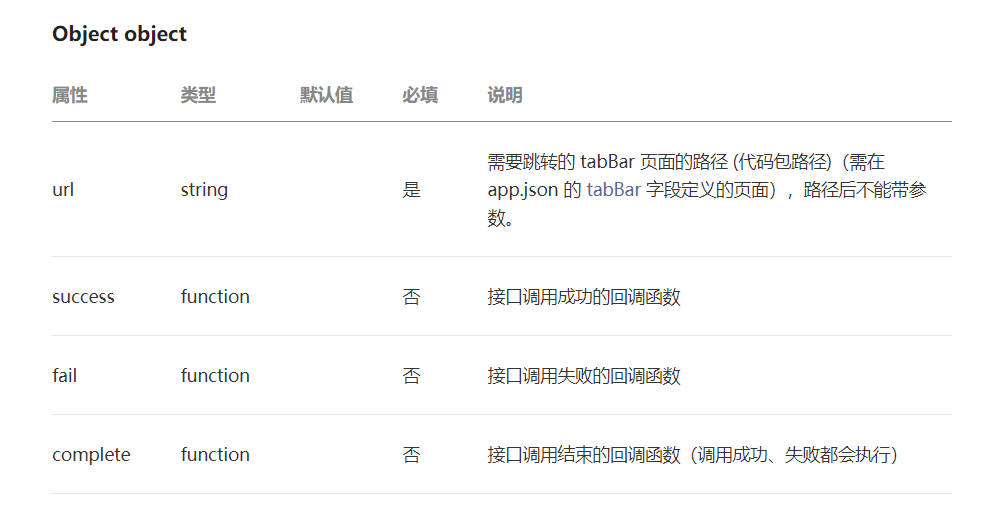 Object object
属性 类型 默认值 必填 说明
需要跳转的 tabBar 页面的路径 (代码包路径)（需在
url string 是 app.json 的 tabBar 字段定义的页面），路径后不能带参
数。
success function 否 接口调用成功的回调函数
fail function 否 接口调用失败的回调函数
complete function 否 接口调用结束的回调函数（调用成功、失败都会执行）